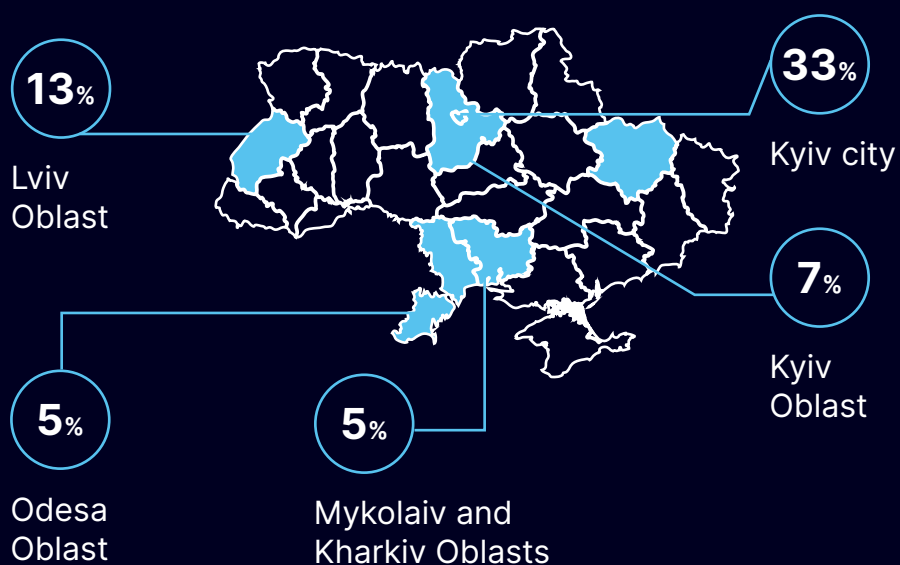 13%
Lviv
Oblast
33%
Kyiv city
7%
Kyiv
Oblast
5%
Odesa
Oblast
5%
Mykolaiv and
Kharkiv Oblasts